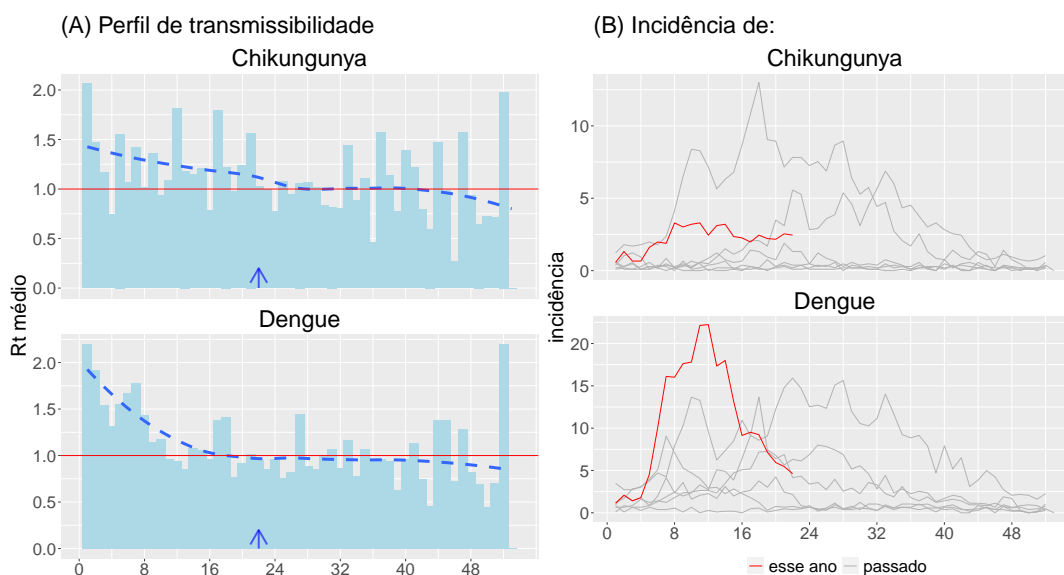 (A) Perfil de transmissibilidade
Chikungunya
2.0
1.5
1.0
0.5
0.0
Dengue
2.0
1.5
1.0
0.5
0.0
0 8 16 24 32 40 48
Rt médio
(B) Incidência de:
Chikungunya
10
5
0
Dengue
20
15
10
5
0
0 8 16 24 32 40 48
incidência
esse ano passado